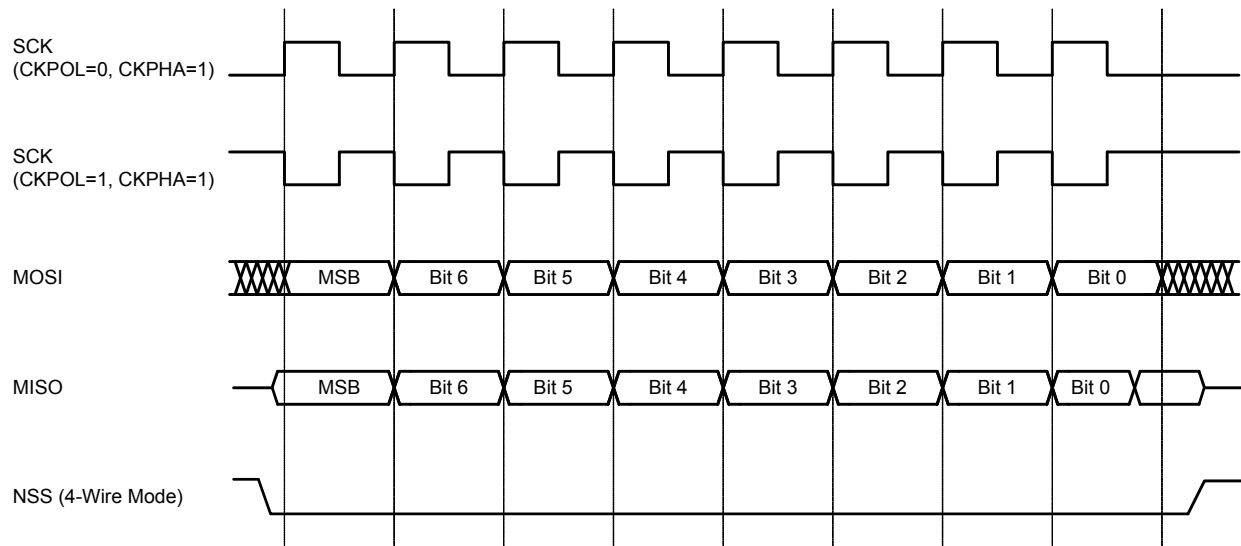 SCK
(CKPOL=0, CKPHA=1)
SCK
(CKPOL=1, CKPHA=1)
MOSI MSB Bit 6 Bit 5 Bit 4 Bit 3 Bit 2 Bit 1 Bit 0
MISO MSB Bit 6 Bit 5 Bit 4 Bit 3 Bit 2 Bit 1 Bit 0
NSS (4-Wire Mode)